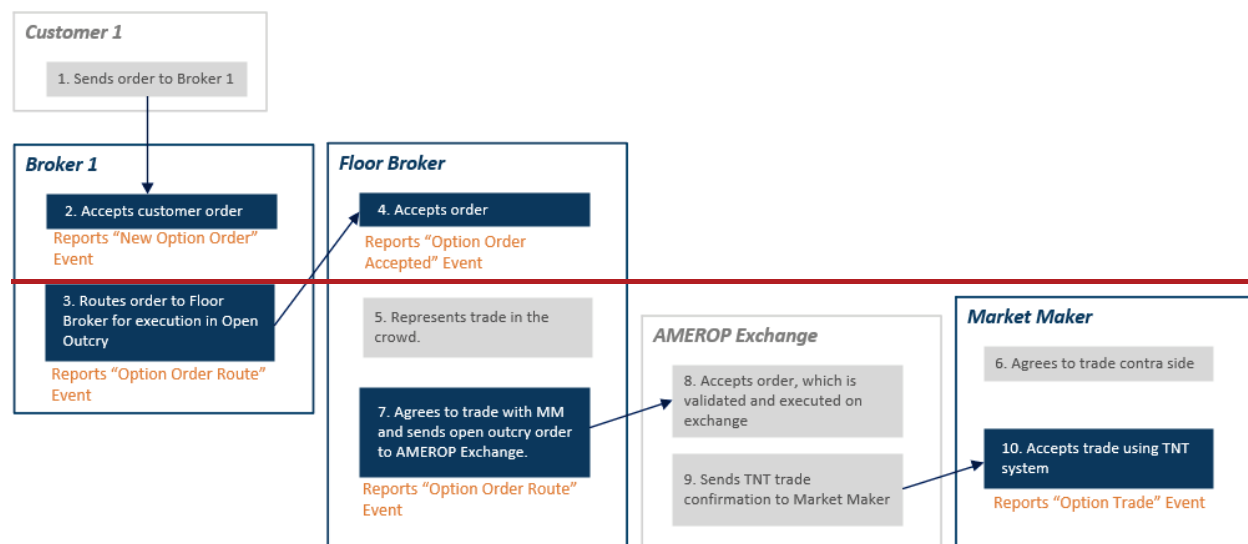 Customer 1
1. Sends order to Broker 1
Broker 1
2. Accepts customer order
Reports “New Option Order”
Event
3. Routes order to Floor
Broker for execution in Open
Outcry
Reports “Option Order Route”
Event
Floor Broker
4. Accepts order
Reports “Option Order
Accepted” Event
5. Represents trade in the
crowd.
7. Agrees to trade with MM
and sends open outcry order
to AMEROP Exchange.
Reports “Option Order Route”
Event
AMEROP Exchange
8. Accepts order, which is
validated and executed on
exchange
9. Sends TNT trade
confirmation to Market Maker
Market Maker
6. Agrees to trade contra side
10. Accepts trade using TNT
system
Reports “Option Trade” Event